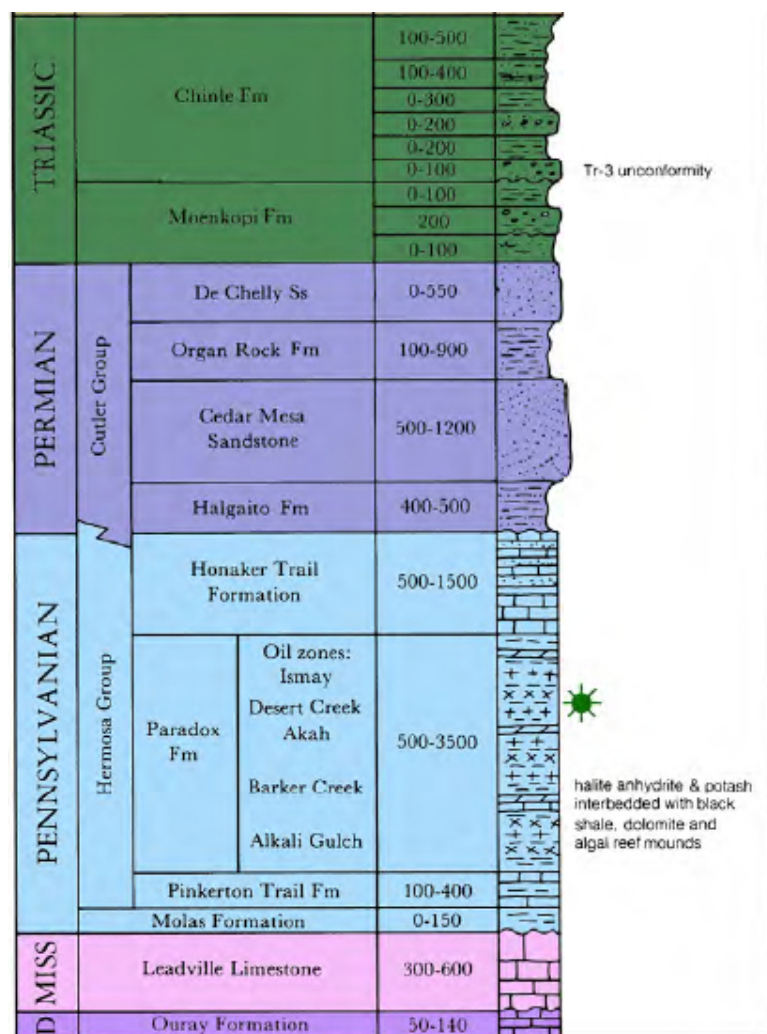 TRIASSIC
Chinle Fm
100-500
100-400
0-300
0-200
0-200
0-100
Tr-3 unconformity
Moenkopi Fm
0-100
200
0-100
PERMIAN
Cutler Group
De Chelly Ss
0-550
Organ Rock Fm
100-900
Cedar Mesa
Sandstone
500-1200
Halgaito Fm
400-500
PENNSYLVANIAN
Hermosa Group
Honaker Trail
Formation
500-1500
Paradox
Fm
Oil zones:
Ismay
Desert Creek
Akah
Barker Creek
Alkali Gulch
500-3500
halite anhydrite & potash
interbedded with black
shale, dolomite and
algal reef mounds
Pinkerton Trail Fm
100-400
Molas Formation
0-150
MISS
Leadville Limestone
300-600
D
Ouray Formation
50-140